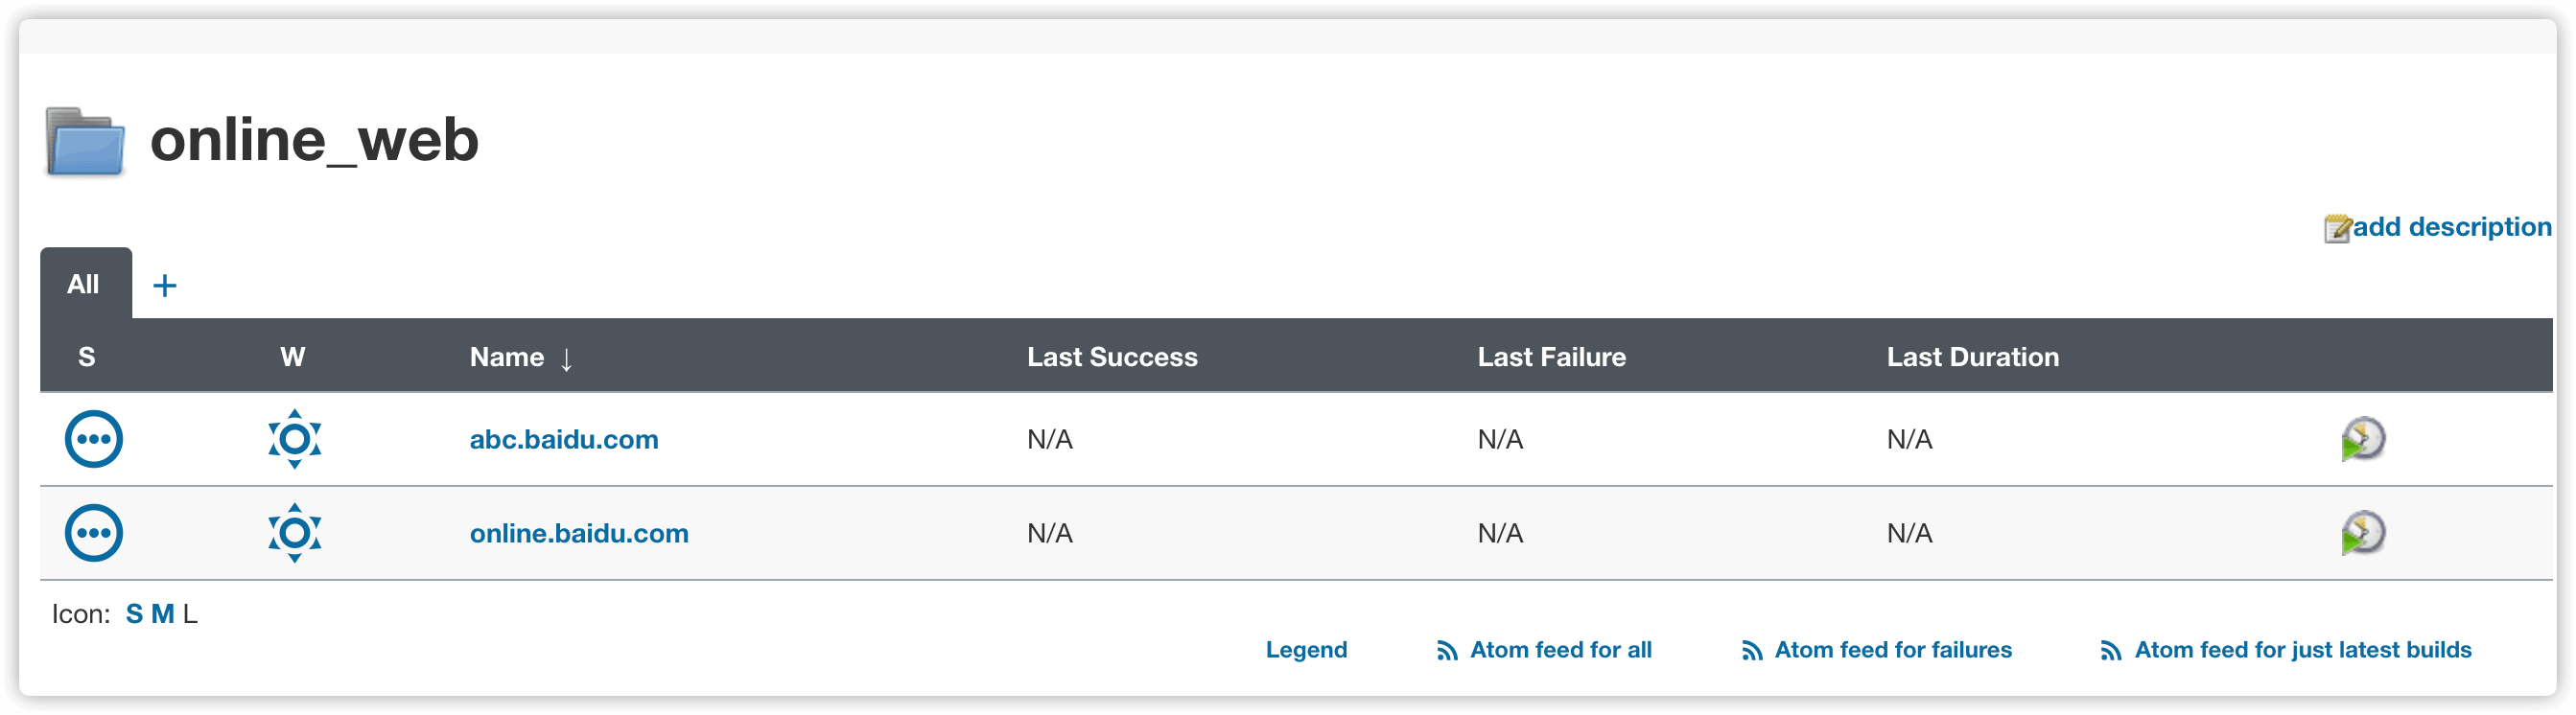 online_web
add description
All +
S W Name ↓ Last Success Last Failure Last Duration
abc.baidu.com N/A N/A N/A
online.baidu.com N/A N/A N/A
Icon: S M L
Legend Atom feed for all Atom feed for failures Atom feed for just latest builds